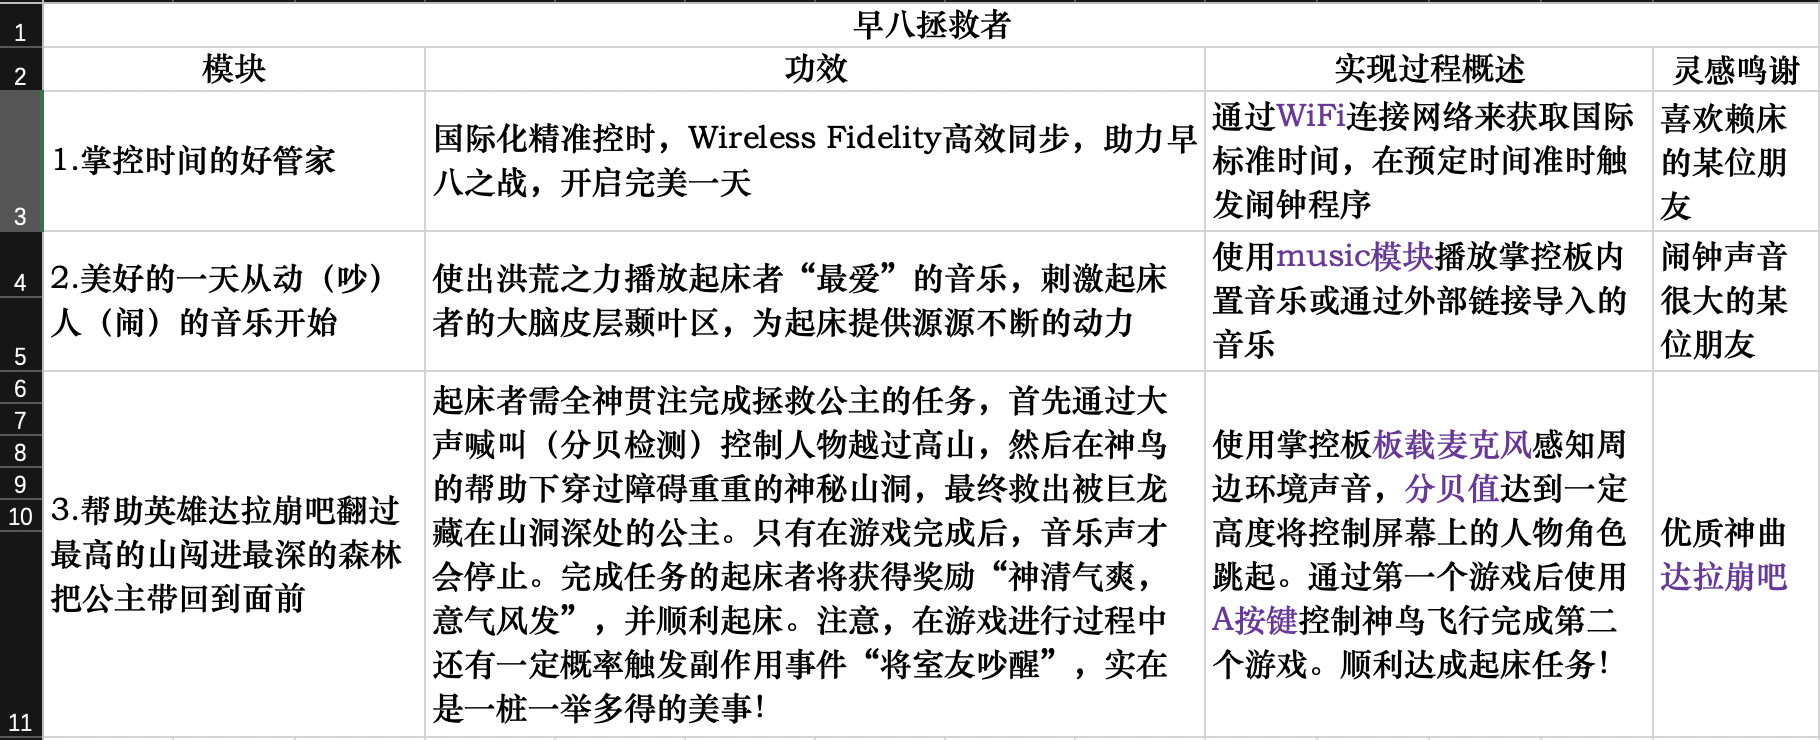 早八拯救者
模块
功效
实现过程概述
灵感鸣谢
1.掌控时间的好管家
国际化精准控时，Wireless Fidelity高效同步，助力早
八之战，开启完美一天
通过WiFi连接网络来获取国际
标准时间，在预定时间准时触
发闹钟程序
喜欢赖床
的某位朋
友
2.美好的一天从动（吵）
人（闹）的音乐开始
使出洪荒之力播放起床者“最爱”的音乐，刺激起床
者的大脑皮层颞叶区，为起床提供源源不断的动力
使用music模块播放掌控板内
置音乐或通过外部链接导入的
音乐
闹钟声音
很大的某
位朋友
3.帮助英雄达拉崩吧翻过
最高的山闯进最深的森林
把公主带回到面前
起床者需全神贯注完成拯救公主的任务，首先通过大
声喊叫（分贝检测）控制人物越过高山，然后在神鸟
的帮助下穿过障碍重重的神秘山洞，最终救出被巨龙
藏在山洞深处的公主。只有在游戏完成后，音乐声才
会停止。完成任务的起床者将获得奖励“神清气爽，
意气风发”，并顺利起床。注意，在游戏进行过程中
还有一定概率触发副作用事件“将室友吵醒”，实在
是一桩一举多得的美事！
使用掌控板板载麦克风感知周
边环境声音，分贝值达到一定
高度将控制屏幕上的人物角色
跳起。通过第一个游戏后使用
A按键控制神鸟飞行完成第二
个游戏。顺利达成起床任务！
优质神曲
达拉崩吧
1
2
3
4
5
6
7
8
9
10
11